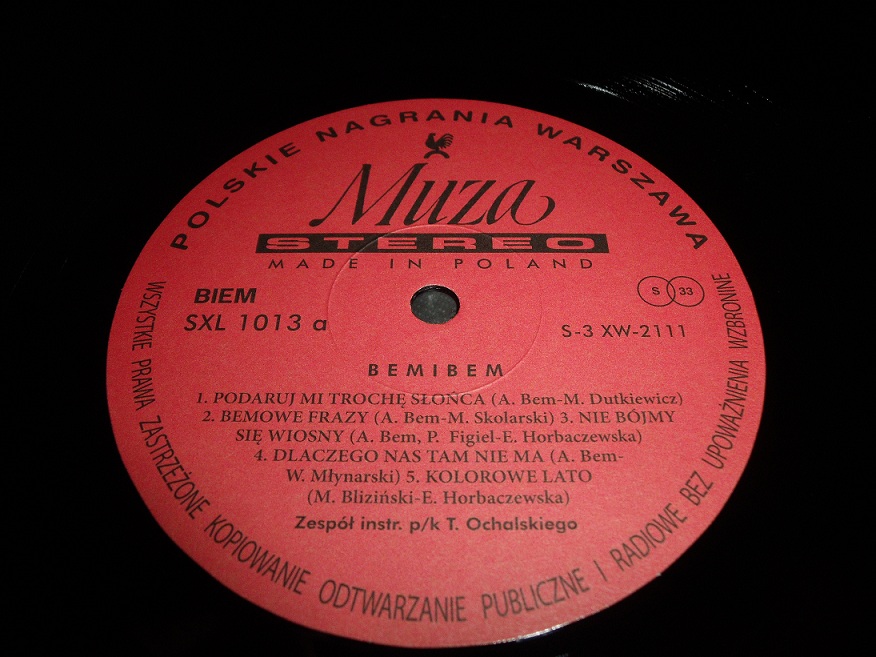 POLSKIE NAGRANIA WARSZAWA
Muza
STEREO
MADE IN POLAND
BIEM
SXL 1013 a
S 33
S-3 XW-2111
BEMIBEM
1. PODARUJ MI TROCHĘ SŁOŃCA (A. Bem-M. Dutkiewicz)
2. BEMOWE FRAZY (A. Bem-M. Skolarski) 3. NIE BÓJMY
SIĘ WIOSNY (A. Bem, P. Figiel-E. Horbaczewska)
4. DLACZEGO NAS TAM NIE MA (A. Bem-
W. Młynarski) 5. KOLOROWE LATO
(M. Bliziński-E. Horbaczewska)
Zespół instr. p/k T. Ochalskiego
WSZYSTKIE PRAWA ZASTRZEŻONE KOPIOWANIE ODTWARZANIE PUBLICZNE I RADIOWE BEZ UPOWAŻNIENIA WZBRONINE